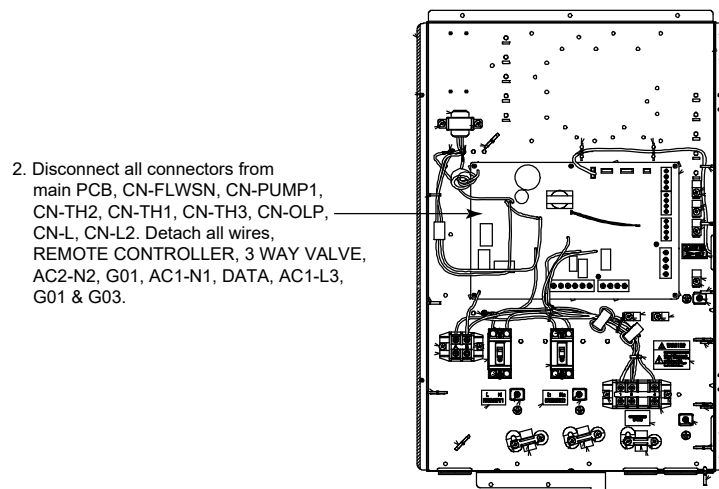 2. Disconnect all connectors from
main PCB, CN-FLWSN, CN-PUMP1,
CN-TH2, CN-TH1, CN-TH3, CN-OLP,
CN-L, CN-L2. Detach all wires,
REMOTE CONTROLLER, 3 WAY VALVE,
AC2-N2, G01, AC1-N1, DATA, AC1-L3,
G01 & G03.